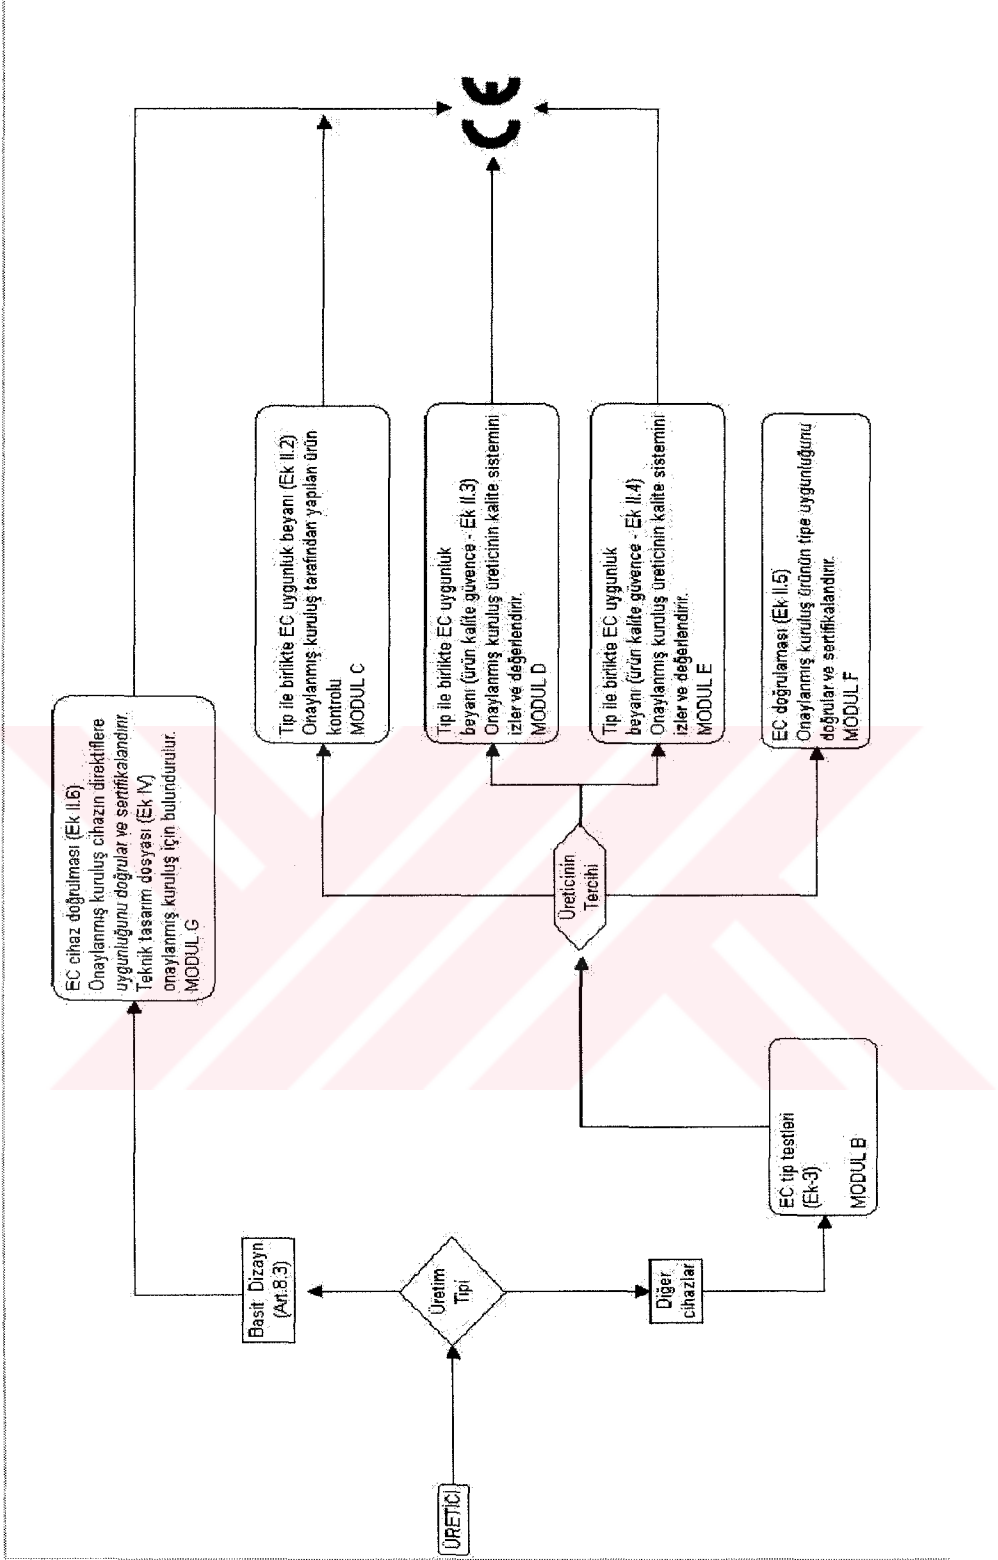 ÜRETİCİ
Üretim
Tipi
Basit Dizayn
(Art.8.3)
Diğer
cihazlar
EC cihaz doğrulması (Ek II.6)
Onaylanmış kuruluş cihazın direktiflere
uygunluğunu doğrular ve sertifikalandırır.
Teknik tasarım dosyası (Ek IV)
onaylanmış kuruluş için bulundurulur.
MODUL G
EC tip testleri
(Ek-3)
MODUL B
Üreticinin
Tercihi
Tip ile birlikte EC uygunluk beyanı (Ek II.2)
Onaylanmış kuruluş tarafından yapılan ürün
kontrolu
MODUL C
Tip ile birlikte EC uygunluk
beyanı (ürün kalite güvence - Ek II.3)
Onaylanmış kuruluş üreticinin kalite sistemini
izler ve değerlendirir.
MODUL D
Tip ile birlikte EC uygunluk
beyanı (ürün kalite güvence - Ek II.4)
Onaylanmış kuruluş üreticinin kalite sistemini
izler ve değerlendirir.
MODUL E
EC doğrulaması (Ek II.5)
Onaylanmış kuruluş ürünün tipe uygunluğunu
doğrular ve sertifikalandırır.
MODUL F
CE